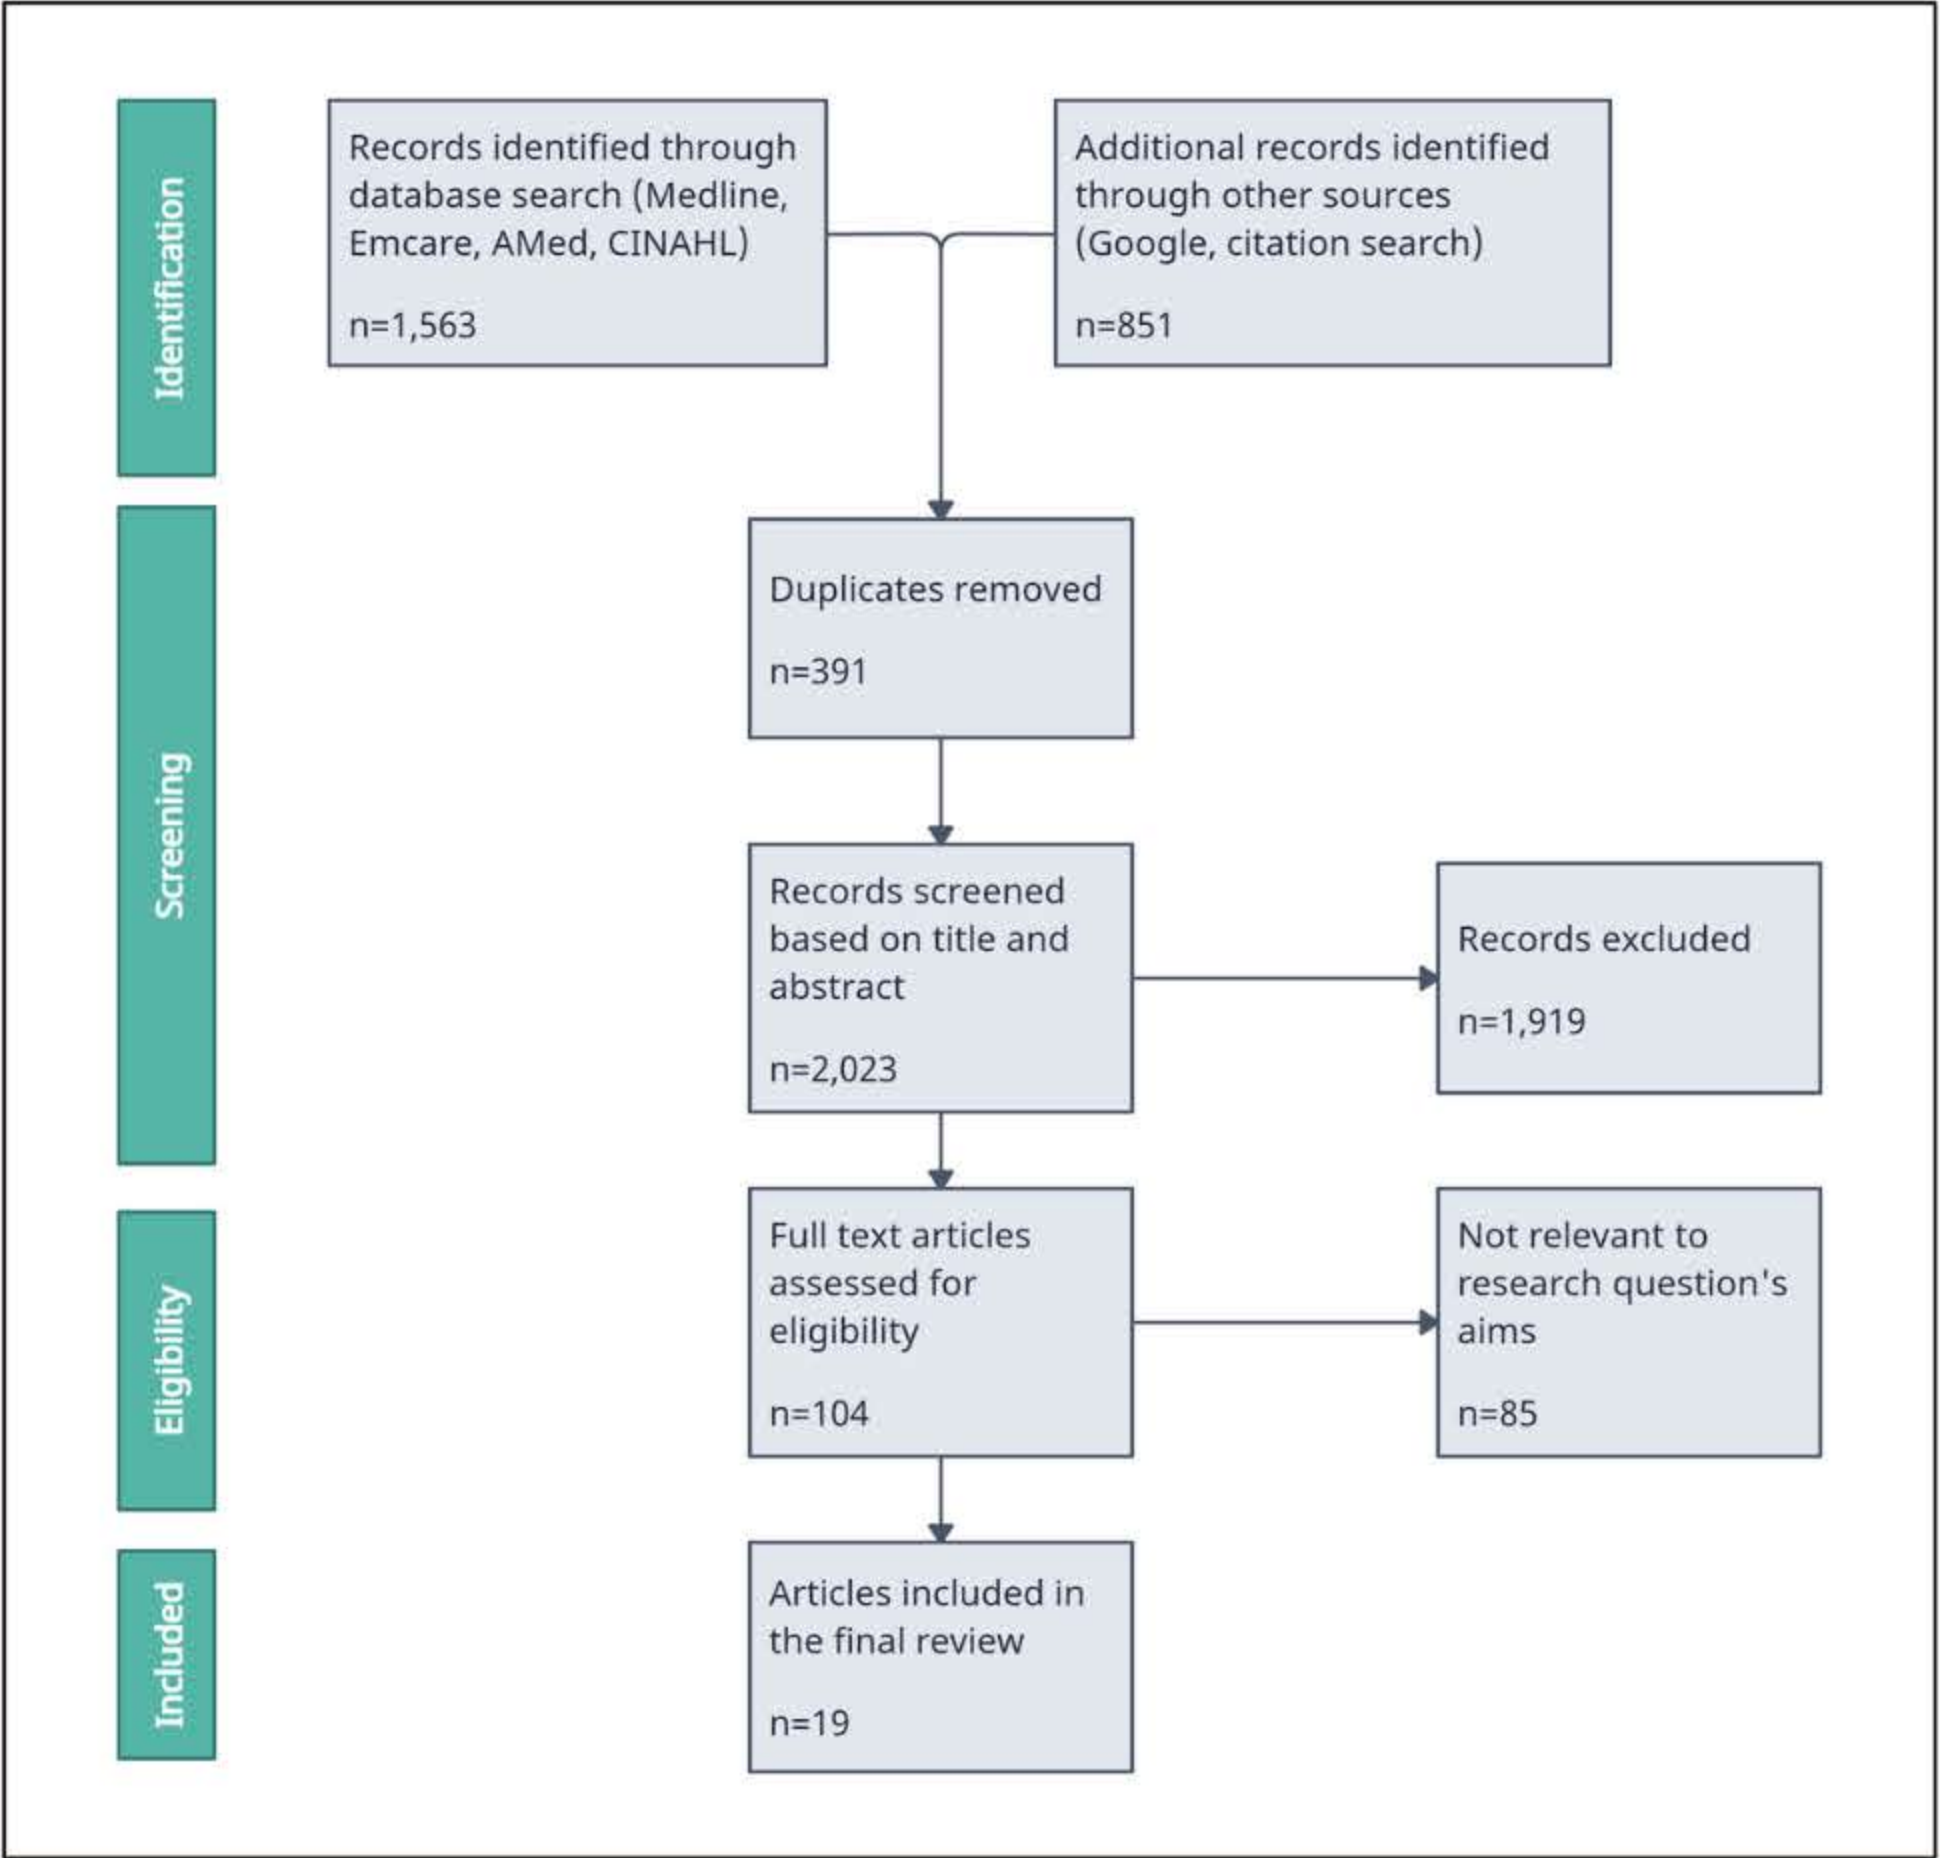 Identification
Records identified through
database search (Medline,
Emcare, AMed, CINAHL)
n=1,563
Additional records identified
through other sources
(Google, citation search)
n=851
Screening
Duplicates removed
n=391
Records screened
based on title and
abstract
n=2,023
Records excluded
n=1,919
Eligibility
Full text articles
assessed for
eligibility
n=104
Not relevant to
research question's
aims
n=85
Included
Articles included in
the final review
n=19